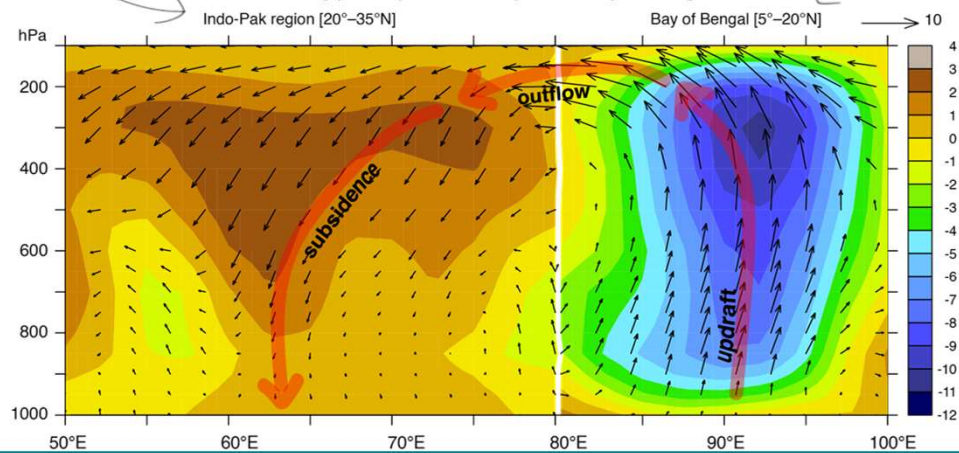 Indo-Pak region [20°–35°N]
Bay of Bengal [5°–20°N]
10
hPa
200
400
600
800
1000
outflow
subsidence
updraft
50°E
60°E
70°E
80°E
90°E
100°E
4
3
2
1
0
-1
-2
-3
-4
-5
-6
-7
-8
-9
-10
-11
-12